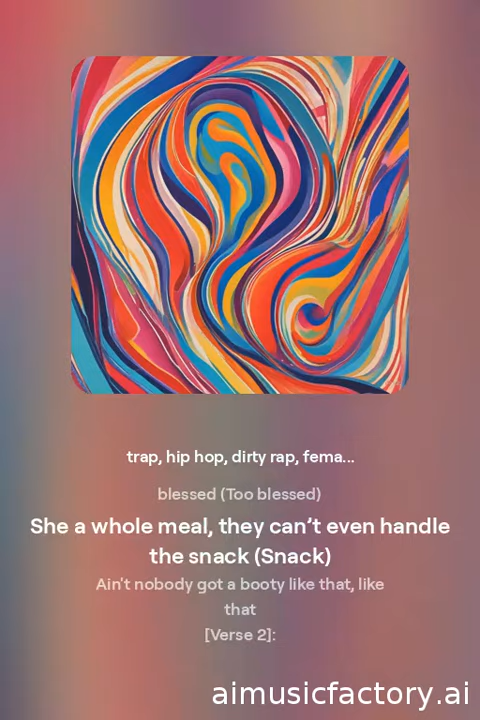 trap, hip hop, dirty rap, fema...
blessed (Too blessed)
She a whole meal, they can’t even handle
the snack (Snack)
Ain't nobody got a booty like that, like
that
[Verse 2]:
aimusicfactory.ai